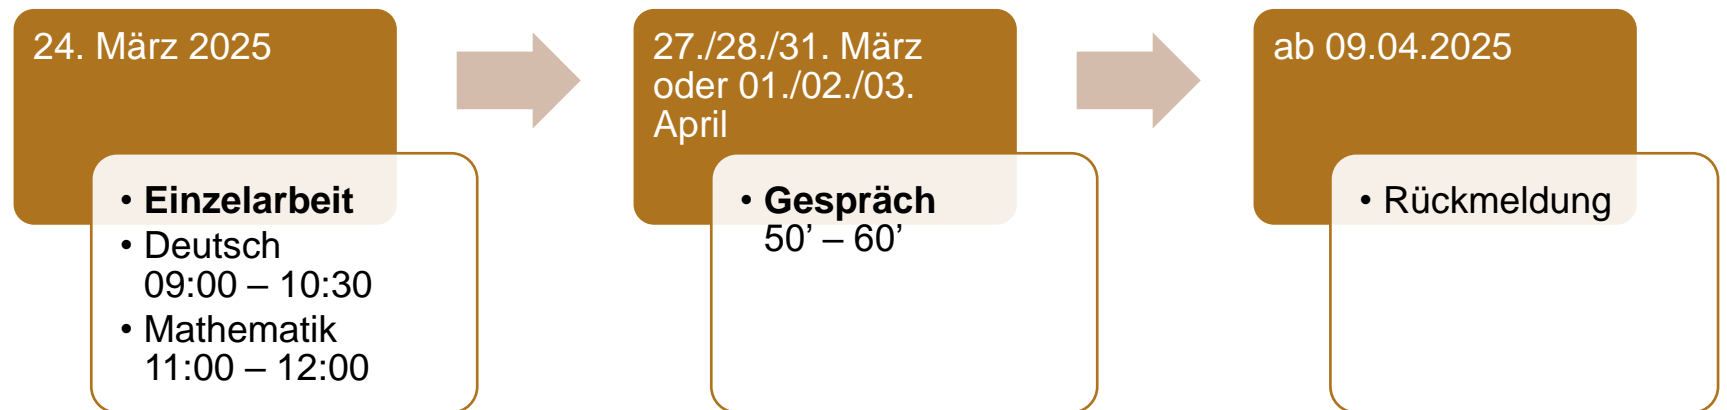 24. März 2025
• Einzelarbeit
• Deutsch
09:00 – 10:30
• Mathematik
11:00 – 12:00
27./28./31. März
oder 01./02./03.
April
• Gespräch
50’ – 60’
ab 09.04.2025
• Rückmeldung